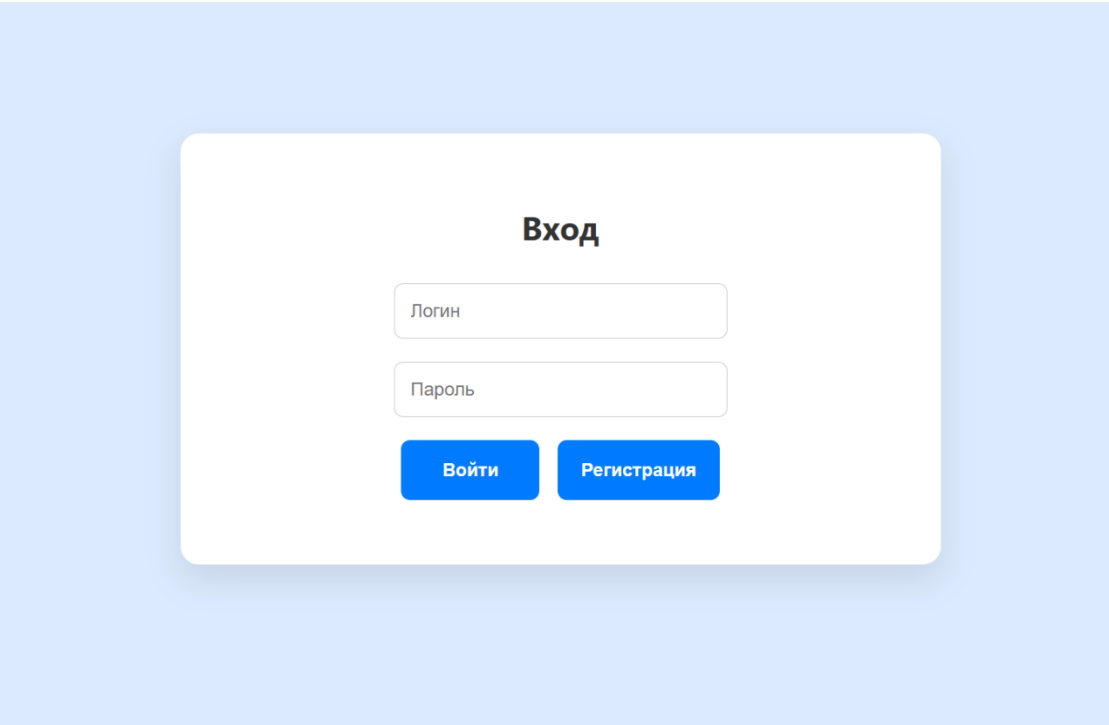 Вход
Логин
Пароль
Войти
Регистрация